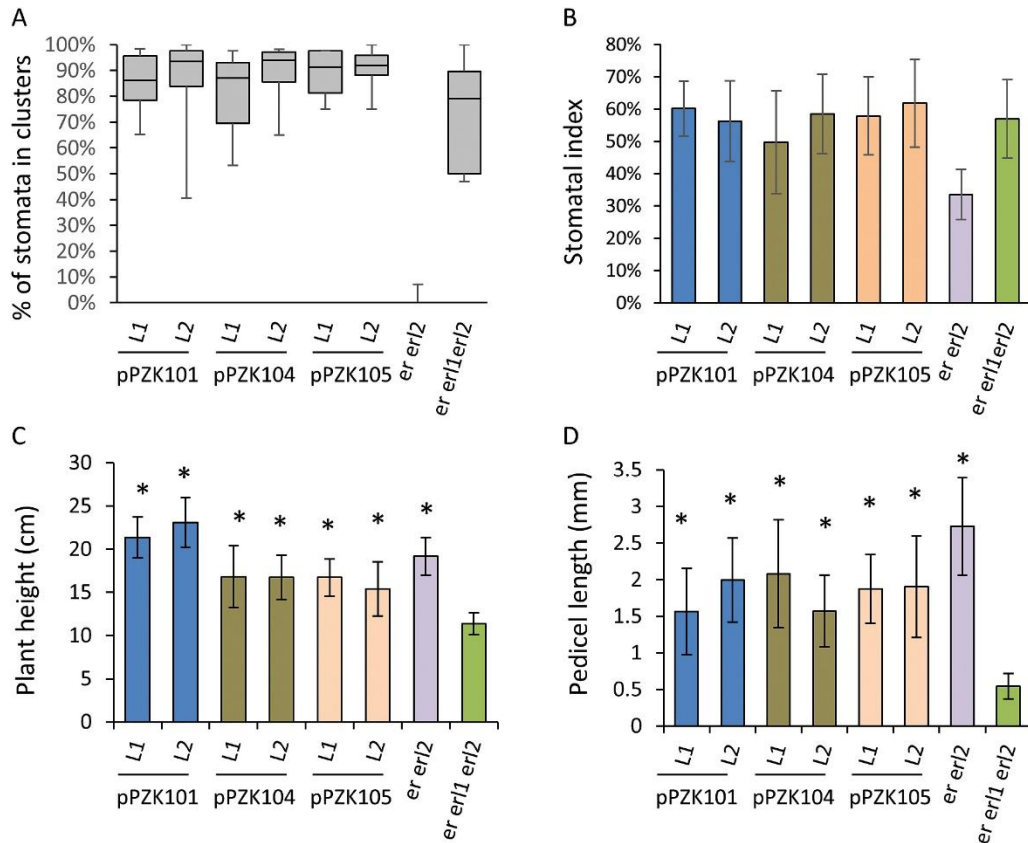 A
% of stomata in clusters
100%
90%
80%
70%
60%
50%
40%
30%
20%
10%
0%
L1
L2
L1
L2
L1
L2
er erl2
er erl1erl2
pPZK101
pPZK104
pPZK105
B
Stomatal index
80%
70%
60%
50%
40%
30%
20%
10%
0%
L1
L2
L1
L2
L1
L2
er erl2
er erl1erl2
pPZK101
pPZK104
pPZK105
C
Plant height (cm)
30
25
20
15
10
5
0
* * * * * * *
L1
L2
L1
L2
L1
L2
er erl2
er erl1 erl2
pPZK101
pPZK104
pPZK105
D
Pedicel length (mm)
3.5
3
2.5
2
1.5
1
0.5
0
* * * * * * *
L1
L2
L1
L2
L1
L2
er erl2
er erl1 erl2
pPZK101
pPZK104
pPZK105